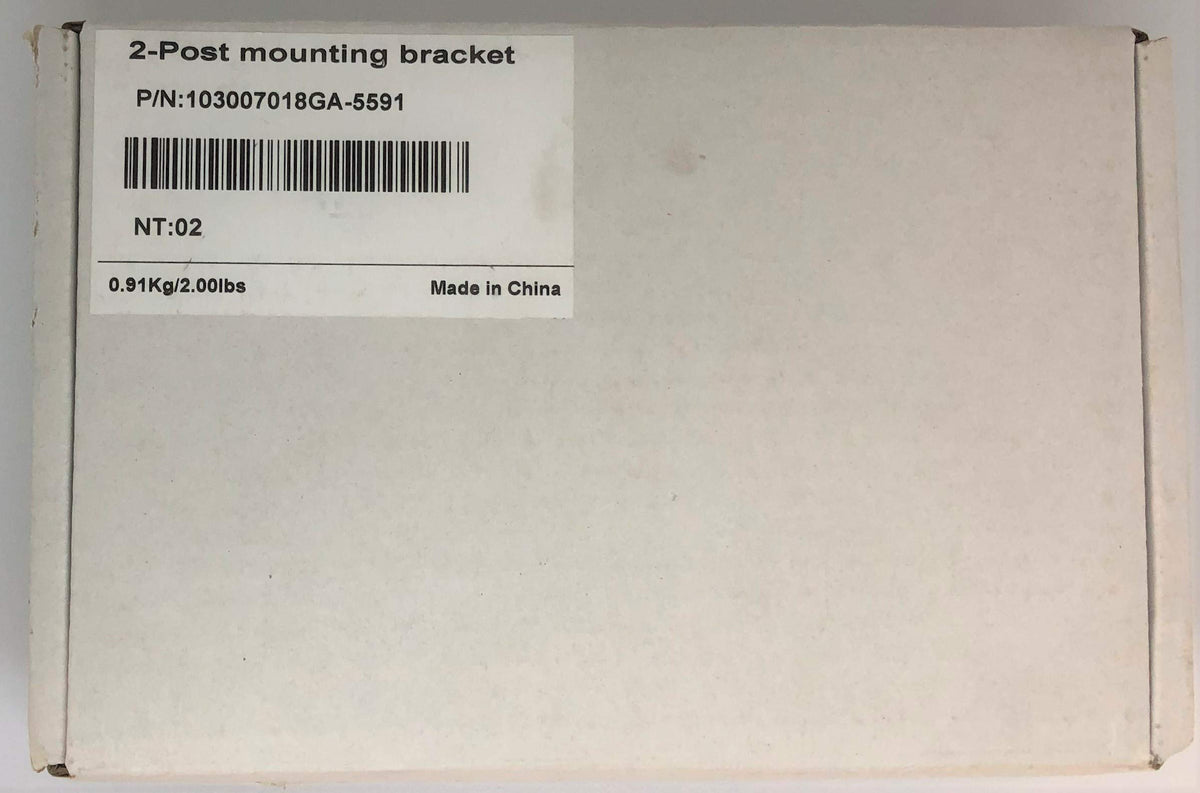 2-Post mounting bracket
P/N:103007018GA-5591
NT:02
0.91Kg/2.00lbs Made in China